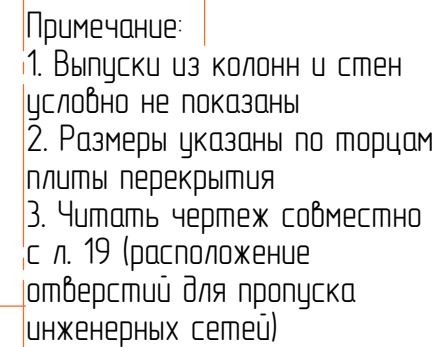 Примечание:
1. Выпуски из колонн и стен
условно не показаны
2. Размеры указаны по торцам
плиты перекрытия
3. Читать чертеж совместно
с л. 19 (расположение
отверстий для пропуска
инженерных сетей)